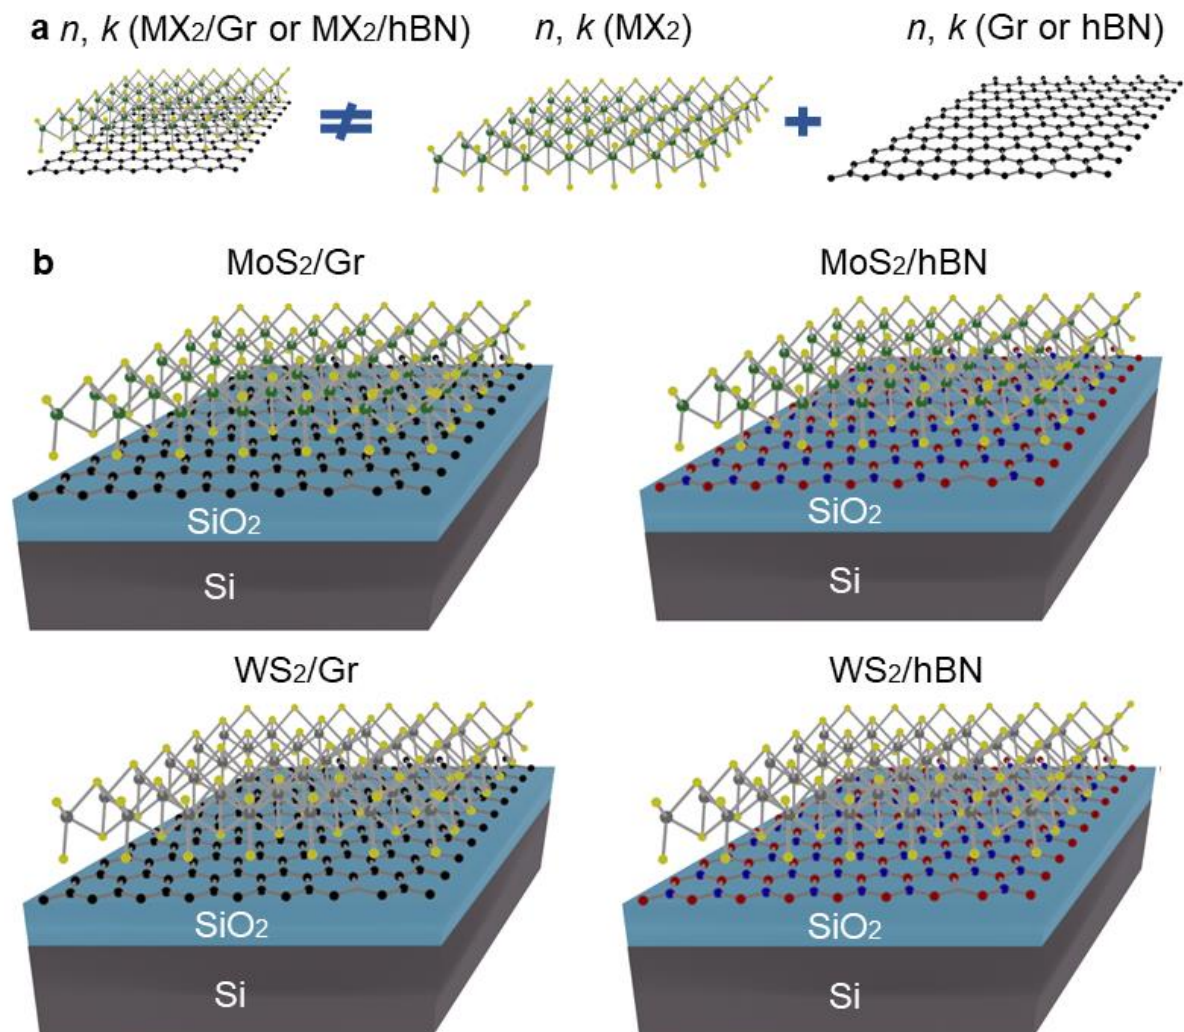 a n, k (MX₂/Gr or MX₂/hBN) n, k (MX₂) n, k (Gr or hBN)
≠ +
b MoS₂/Gr MoS₂/hBN
SiO₂ SiO₂
Si Si
WS₂/Gr WS₂/hBN
SiO₂ SiO₂
Si Si